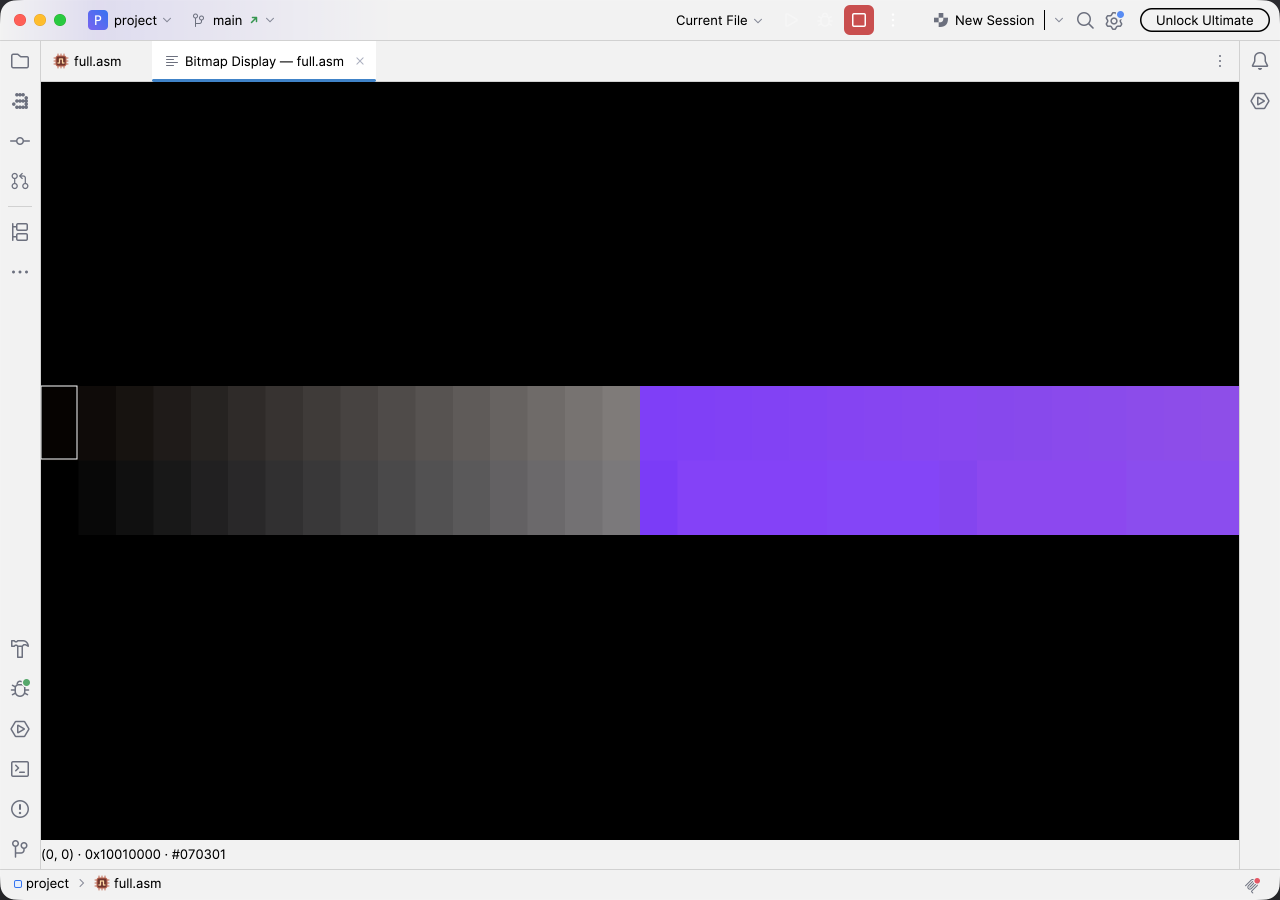 P project main Current File New Session Unlock Ultimate
full.asm Bitmap Display — full.asm
(0, 0) · 0x10010000 · #070301
project full.asm